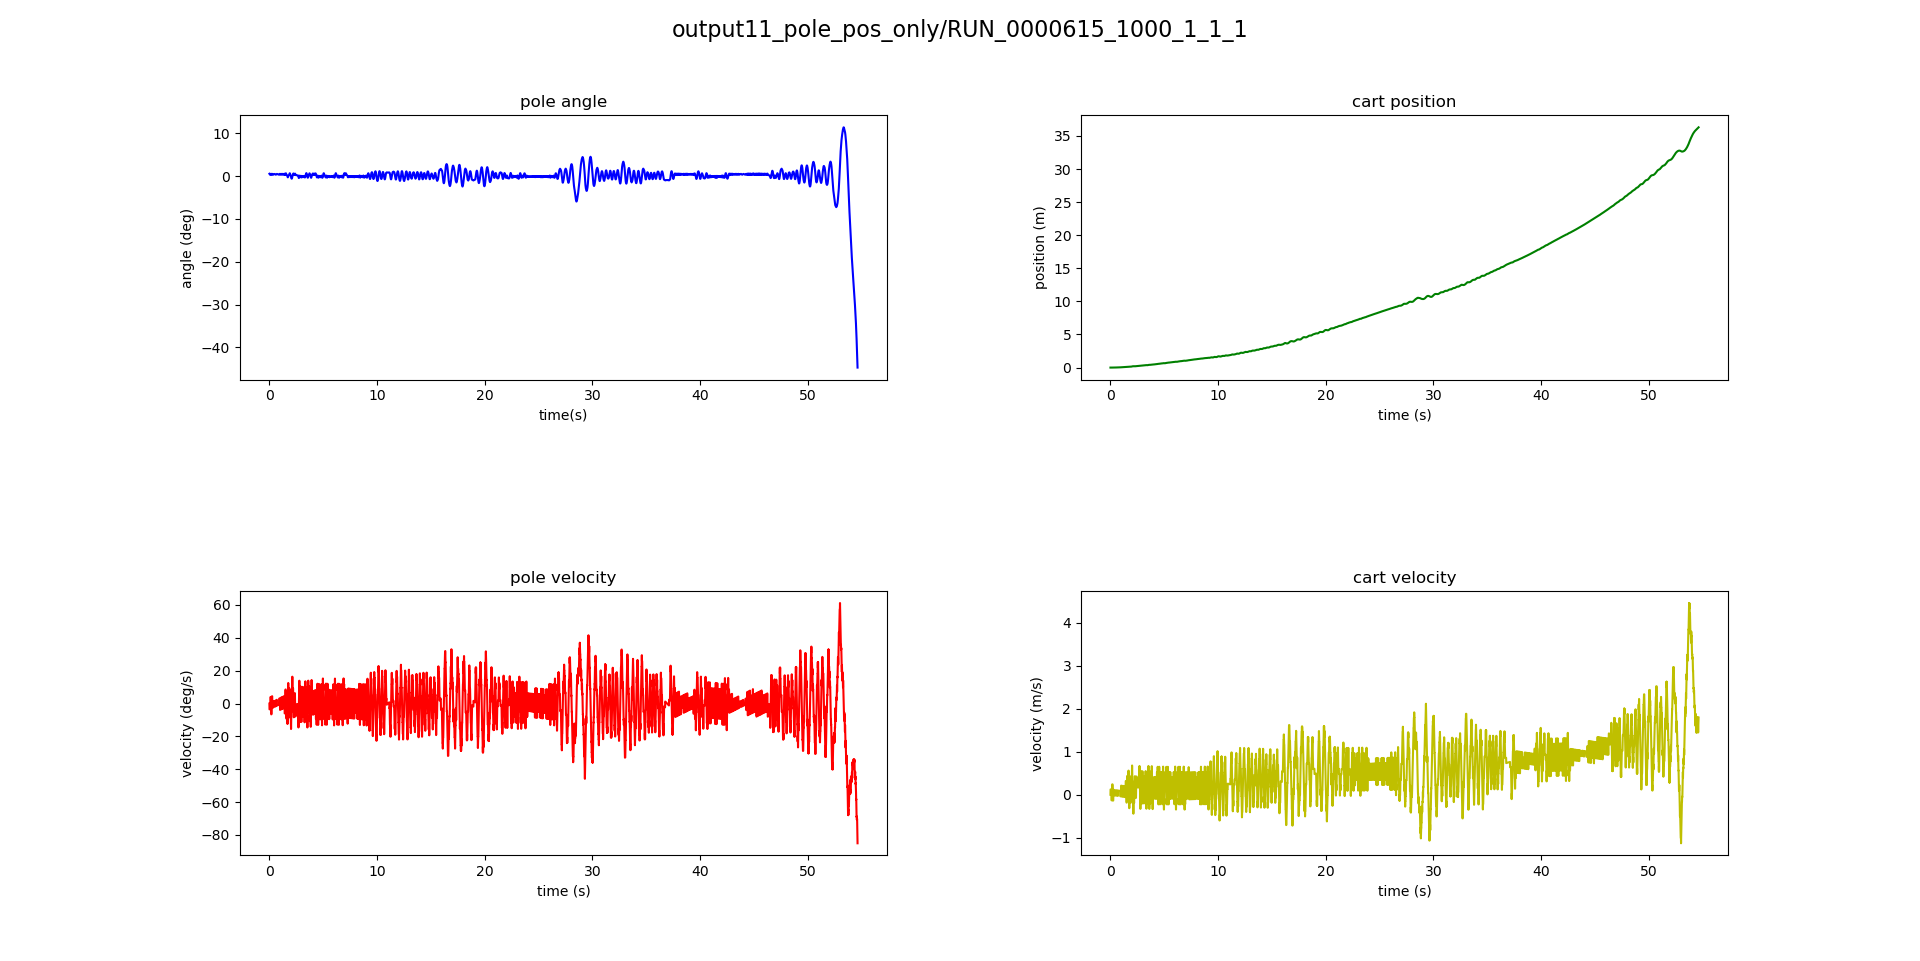 output11_pole_pos_only/RUN_0000615_1000_1_1_1
pole angle
angle (deg)
10
0
−10
−20
−30
−40
0 10 20 30 40 50
time(s)
cart position
position (m)
35
30
25
20
15
10
5
0
0 10 20 30 40 50
time (s)
pole velocity
velocity (deg/s)
60
40
20
0
−20
−40
−60
−80
0 10 20 30 40 50
time (s)
cart velocity
velocity (m/s)
4
3
2
1
0
−1
0 10 20 30 40 50
time (s)